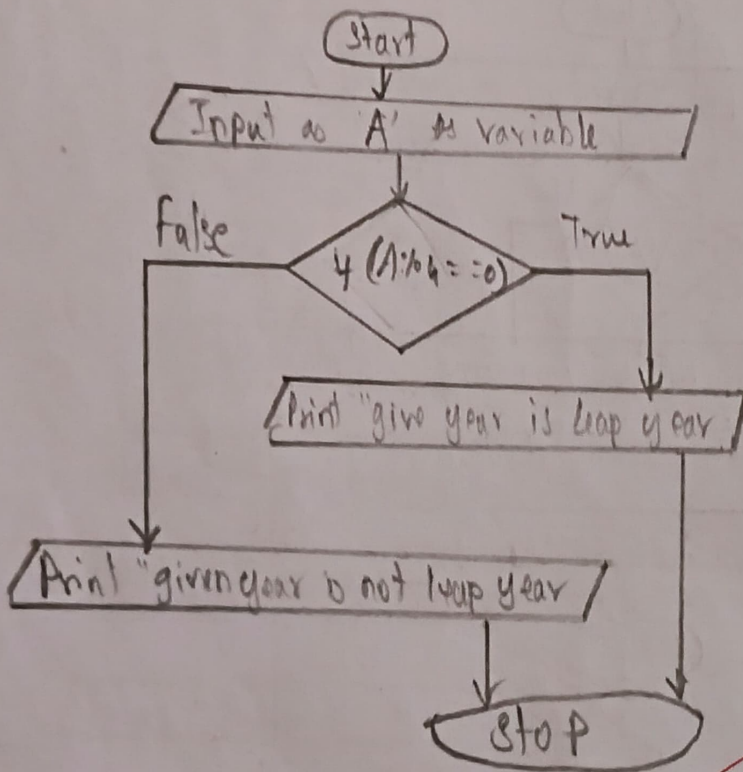 Start
Input as 'A' as variable
False
True
if (A%4==0)
Print "give year is leap year
Print "given year is not leap year
Stop